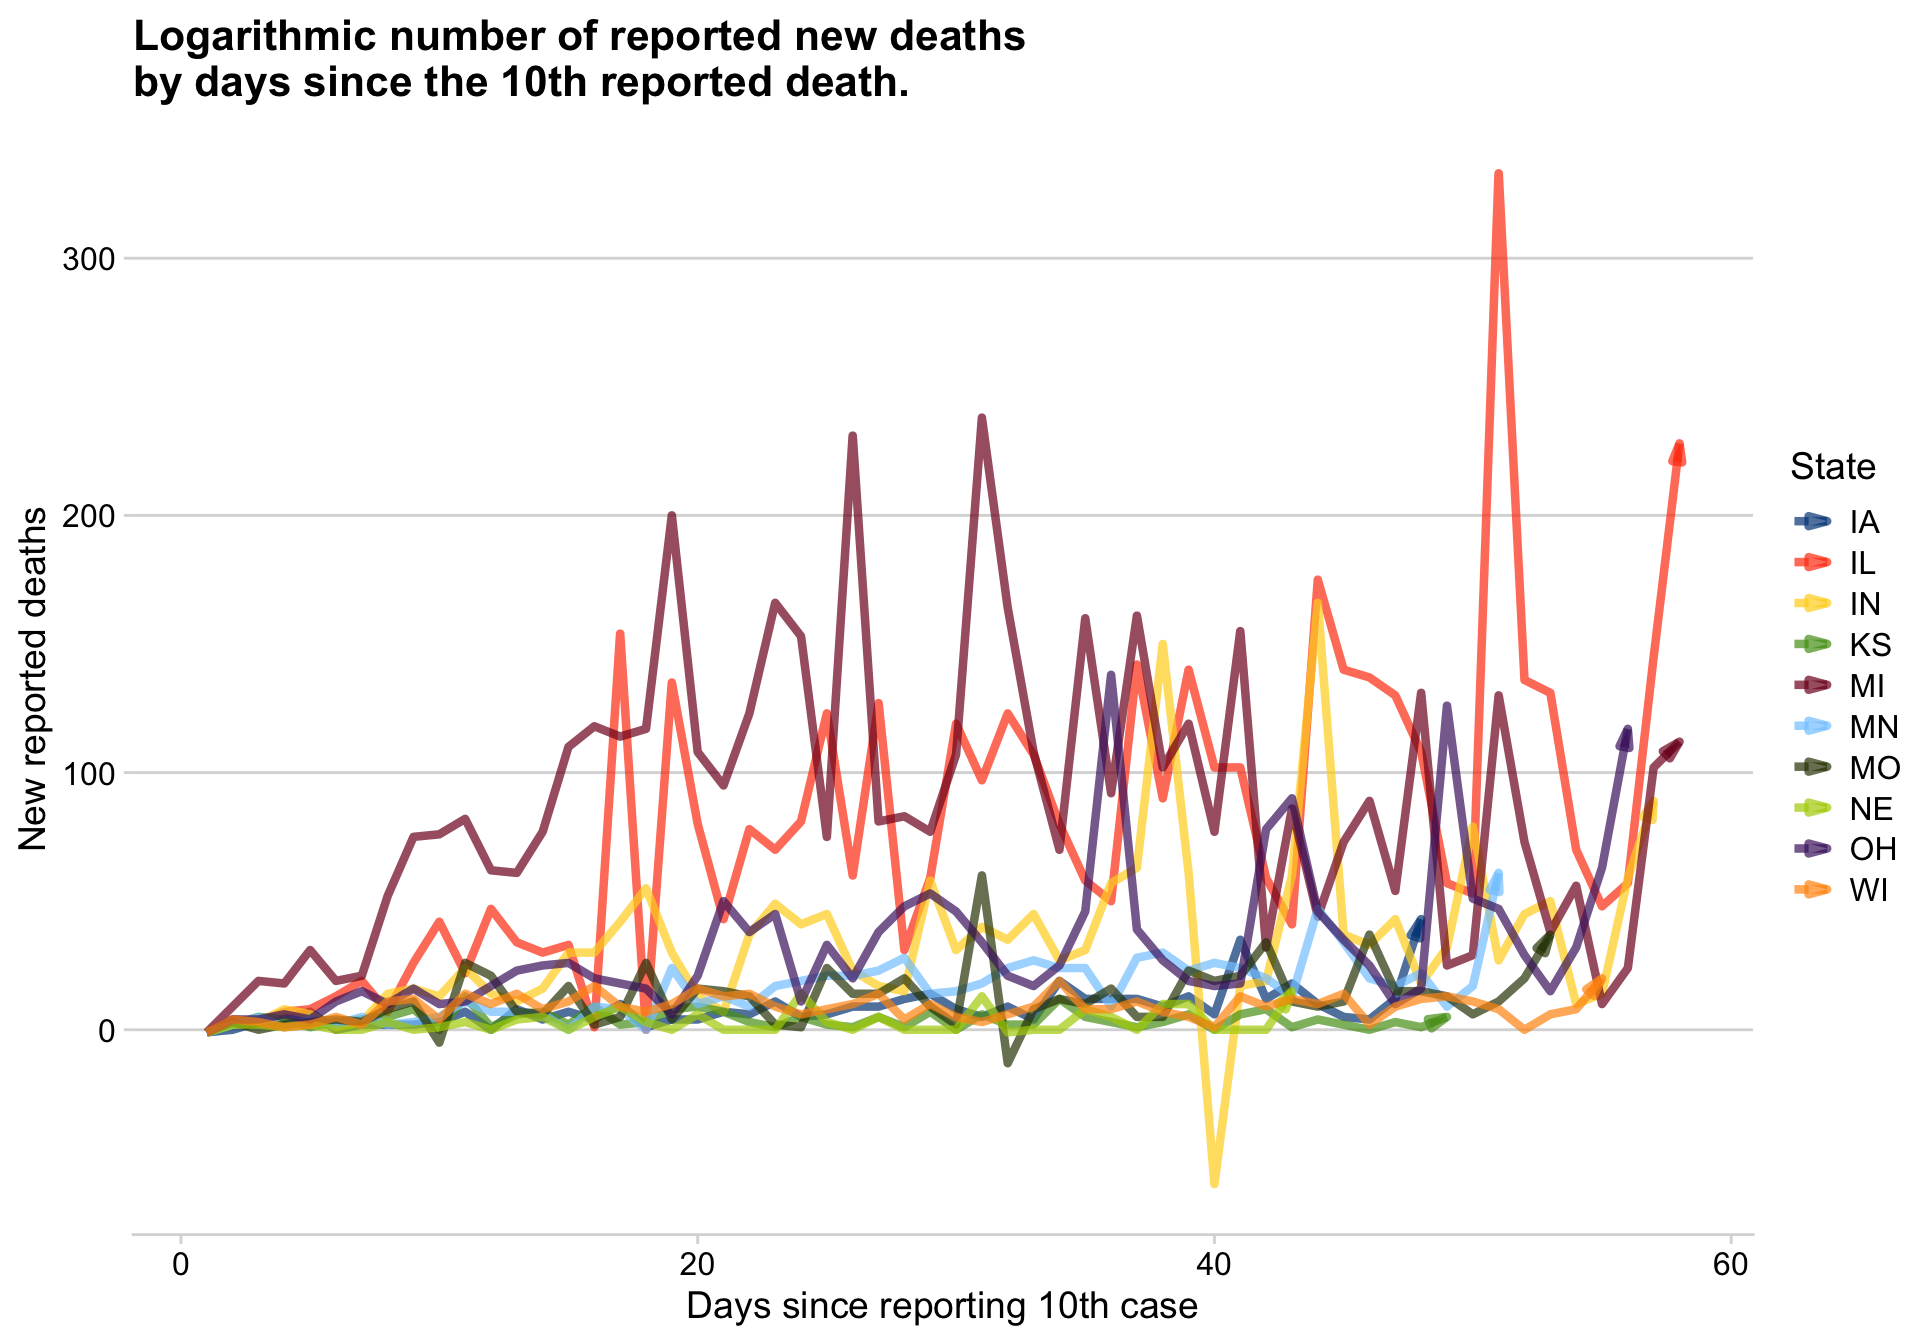 Logarithmic number of reported new deaths
by days since the 10th reported death.
300
200
100
0
New reported deaths
0
20
40
60
Days since reporting 10th case
State
IA
IL
IN
KS
MI
MN
MO
NE
OH
WI